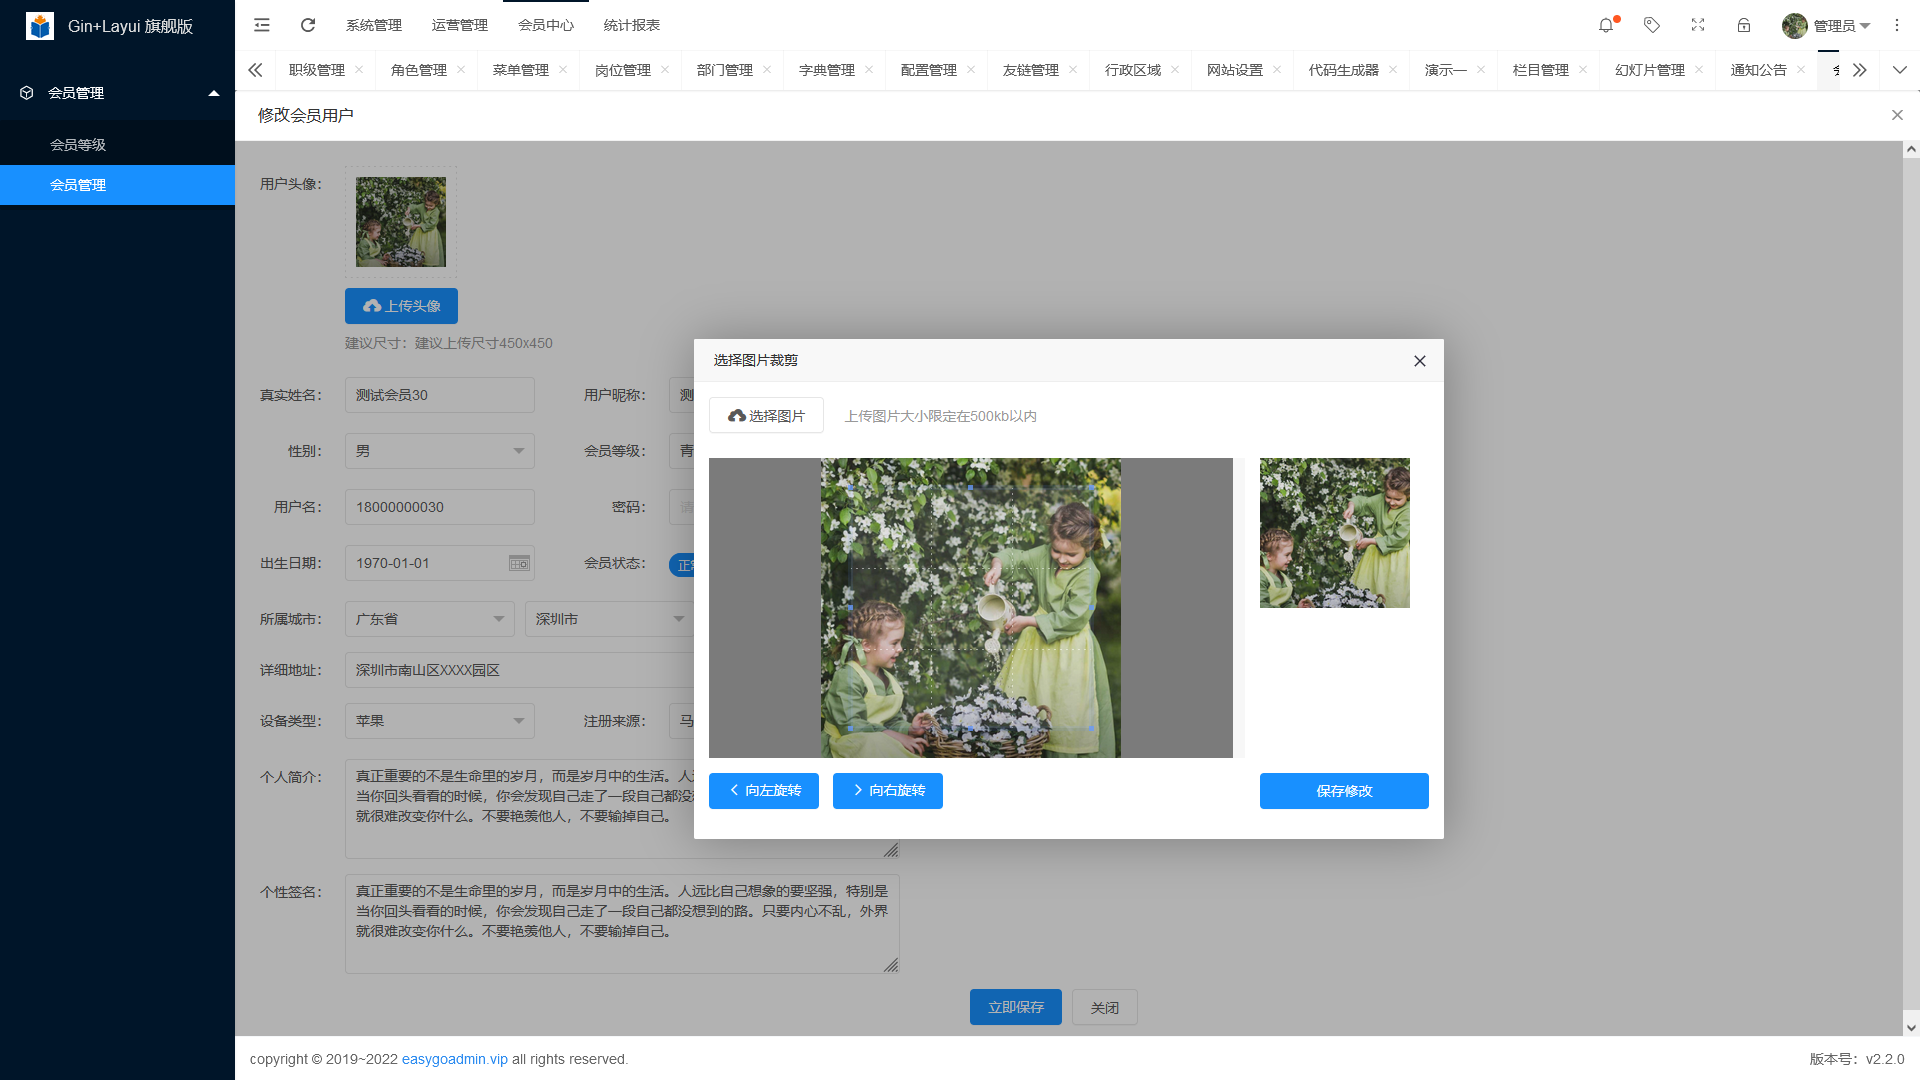 Gin+Layui 旗舰版
系统管理 运营管理 会员中心 统计报表
管理员
职级管理 角色管理 菜单管理 岗位管理 部门管理 字典管理 配置管理 友链管理 行政区域 网站设置 代码生成器 演示一 栏目管理 幻灯片管理 通知公告
会员管理
会员等级
会员管理
修改会员用户
用户头像：
上传头像
建议尺寸：建议上传尺寸450x450
真实姓名： 测试会员30 用户昵称： 测
性别： 男 会员等级： 青
用户名： 18000000030 密码： 请
出生日期： 1970-01-01 会员状态： 正常
所属城市： 广东省 深圳市
详细地址： 深圳市南山区XXXX园区
设备类型： 苹果 注册来源： 马
个人简介： 真正重要的不是生命里的岁月，而是岁月中的生活。人
当你回头看看的时候，你会发现自己走了一段自己都没
就很难改变你什么。不要艳羡他人，不要输掉自己。
个性签名： 真正重要的不是生命里的岁月，而是岁月中的生活。人远比自己想象的要坚强，特别是
当你回头看看的时候，你会发现自己走了一段自己都没想到的路。只要内心不乱，外界
就很难改变你什么。不要艳羡他人，不要输掉自己。
立即保存 关闭
选择图片裁剪
选择图片 上传图片大小限定在500kb以内
向左旋转 向右旋转 保存修改
copyright © 2019~2022 easygoadmin.vip all rights reserved.
版本号：v2.2.0